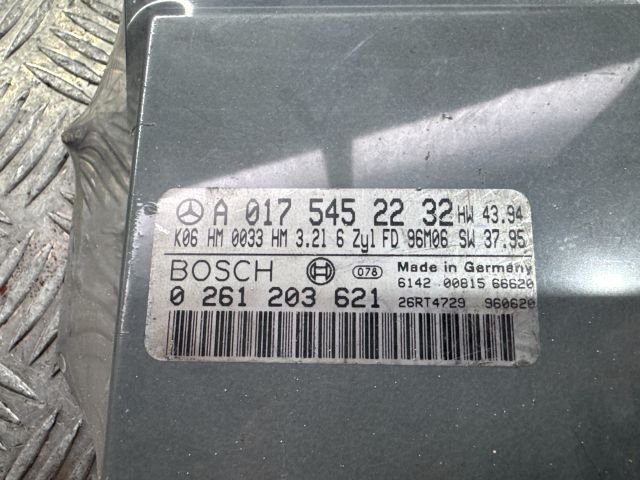 A 017 545 22 32 HW 43.94
K06 HM 0033 HM 3.2l 6 Zyl FD 96M06 SW 37.95
BOSCH 078 Made in Germany
6142 00815 66620
0 261 203 621 26RT4729 960620